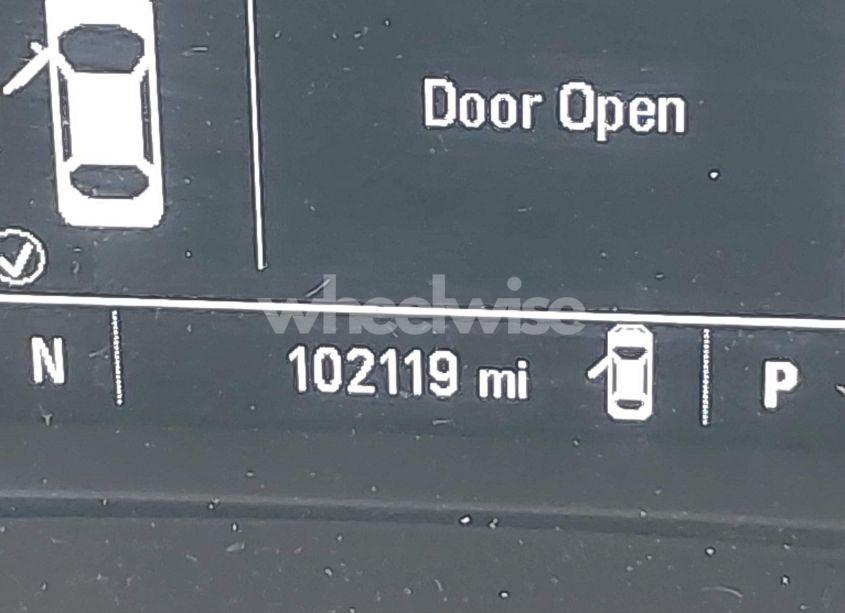 Door Open
wheelwise
N 102119 mi P